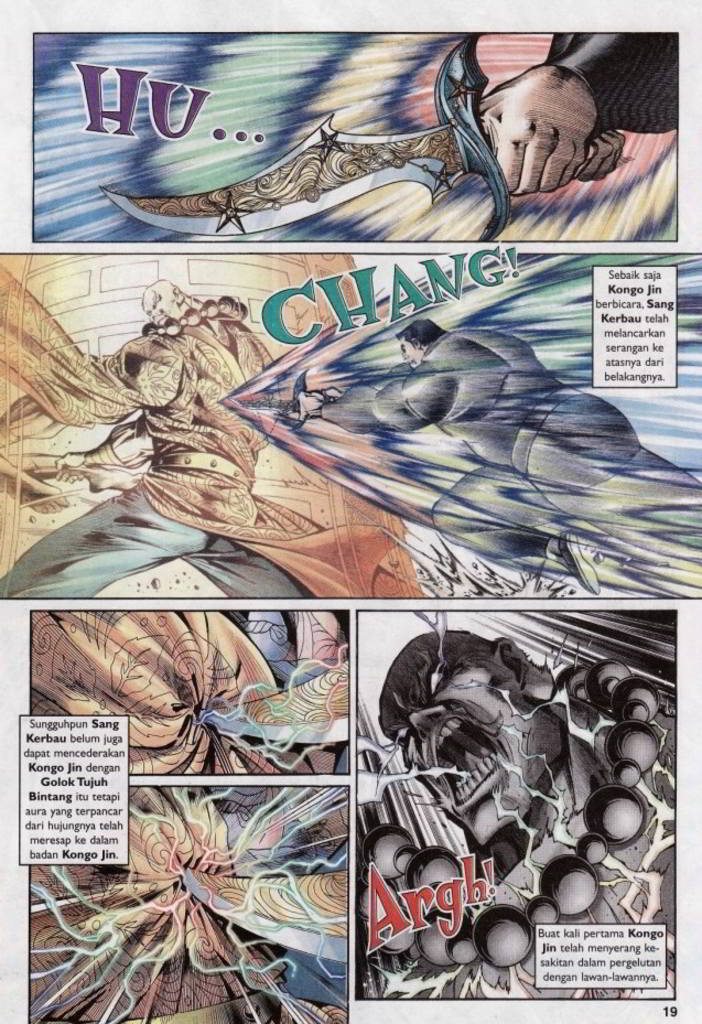 HU...
CHANG!
Sebaik saja
Kongo Jin
berbicara, Sang
Kerbau telah
melancarkan
serangan ke
atasnya dari
belakangnya.
Sungguhpun Sang
Kerbau belum juga
dapat mencederakan
Kongo Jin dengan
Golok Tujuh
Bintang itu tetapi
aura yang terpancar
dari hujungnya telah
meresap ke dalam
badan Kongo Jin.
Argh!
Buat kali pertama Kongo
Jin telah menyerang ke-
sakitan dalam pergelutan
dengan lawan-lawannya.
19